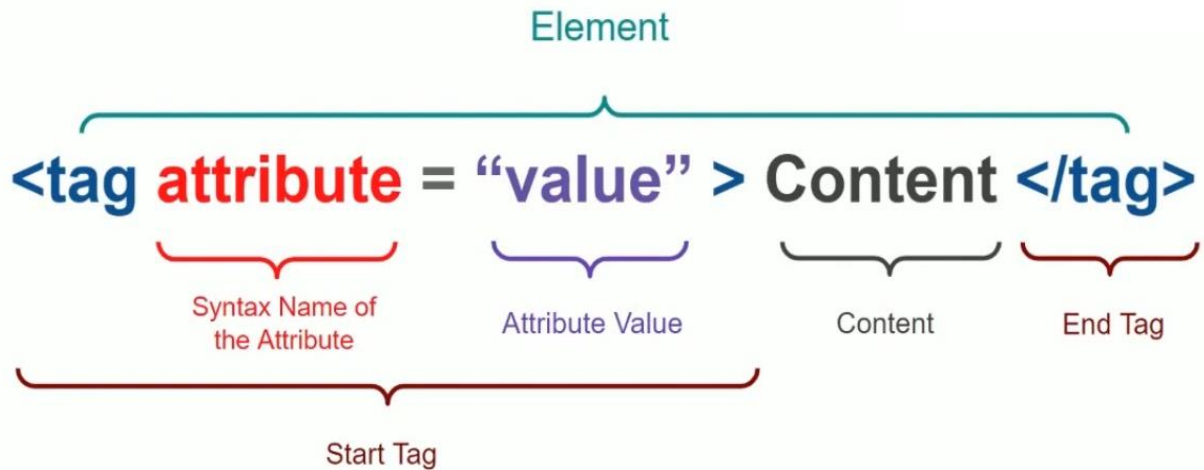 Element
<tag attribute = “value” > Content </tag>
Syntax Name of
the Attribute
Attribute Value
Content
End Tag
Start Tag